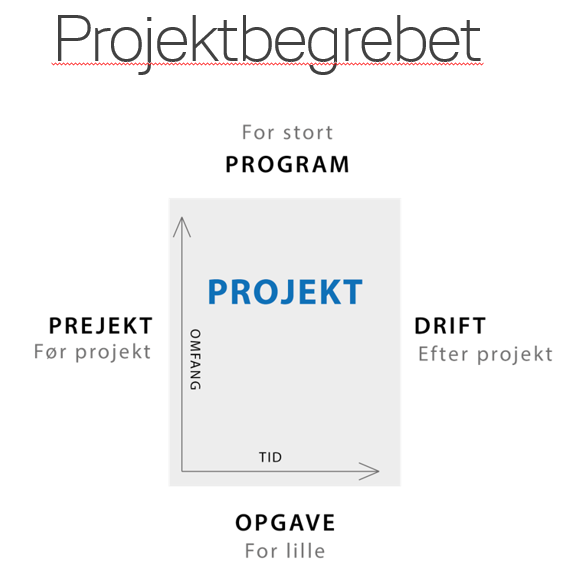 Projektbegrebet
For stort
PROGRAM
PROJEKT
PREJEKT
Før projekt
OMFANG
DRIFT
Efter projekt
TID
OPGAVE
For lille